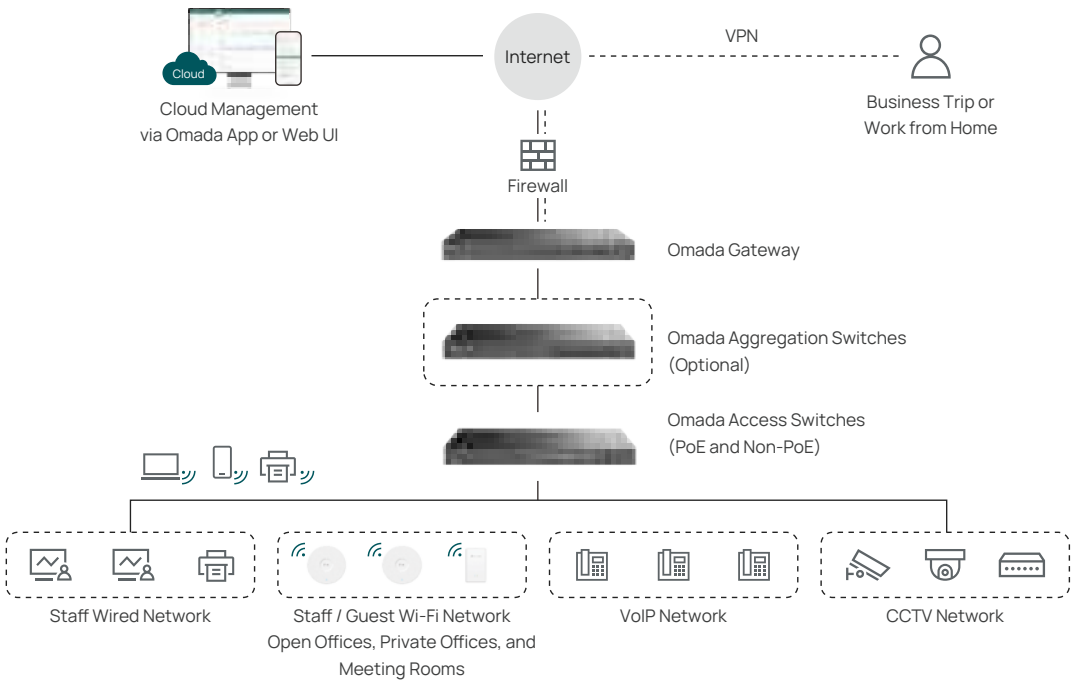 VPN
Internet
Cloud
Cloud Management
via Omada App or Web UI
Business Trip or
Work from Home
Firewall
Omada Gateway
Omada Aggregation Switches
(Optional)
Omada Access Switches
(PoE and Non-PoE)
Staff Wired Network
Staff / Guest Wi-Fi Network
Open Offices, Private Offices, and
Meeting Rooms
VoIP Network
CCTV Network